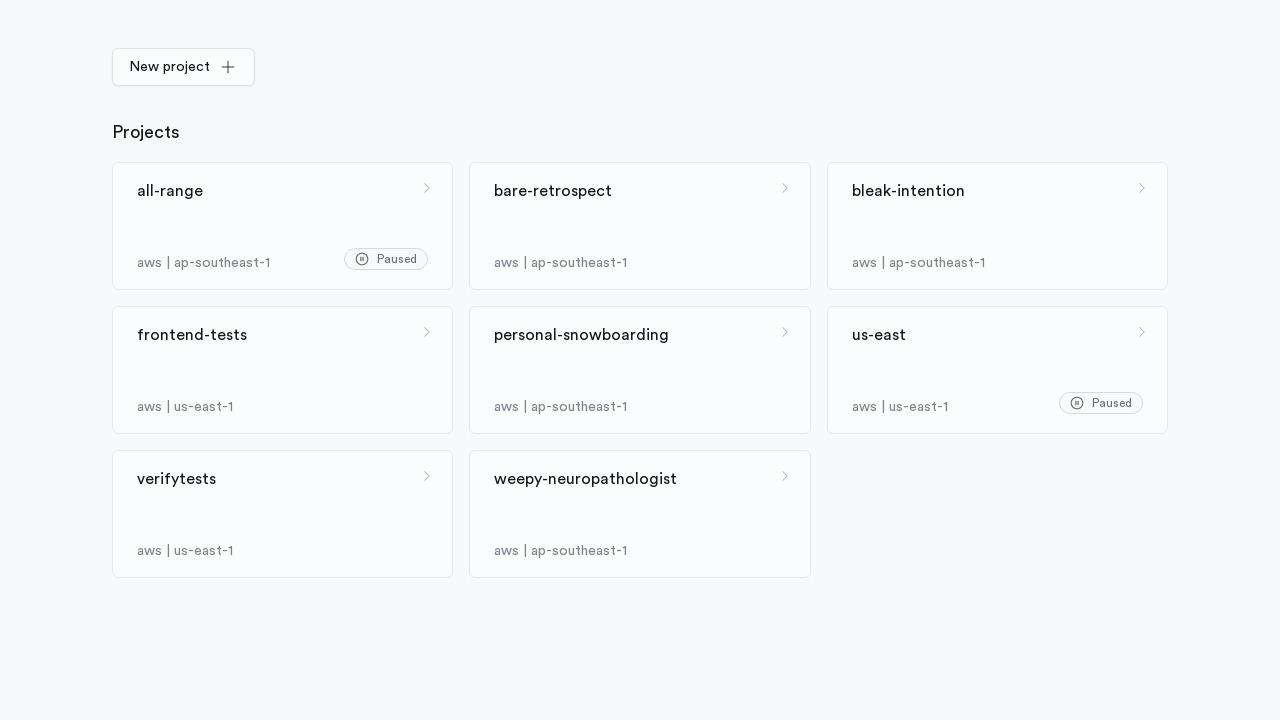 New project
Projects
all-range
aws | ap-southeast-1
Paused
bare-retrospect
aws | ap-southeast-1
bleak-intention
aws | ap-southeast-1
frontend-tests
aws | us-east-1
personal-snowboarding
aws | ap-southeast-1
us-east
aws | us-east-1
Paused
verifytests
aws | us-east-1
weepy-neuropathologist
aws | ap-southeast-1